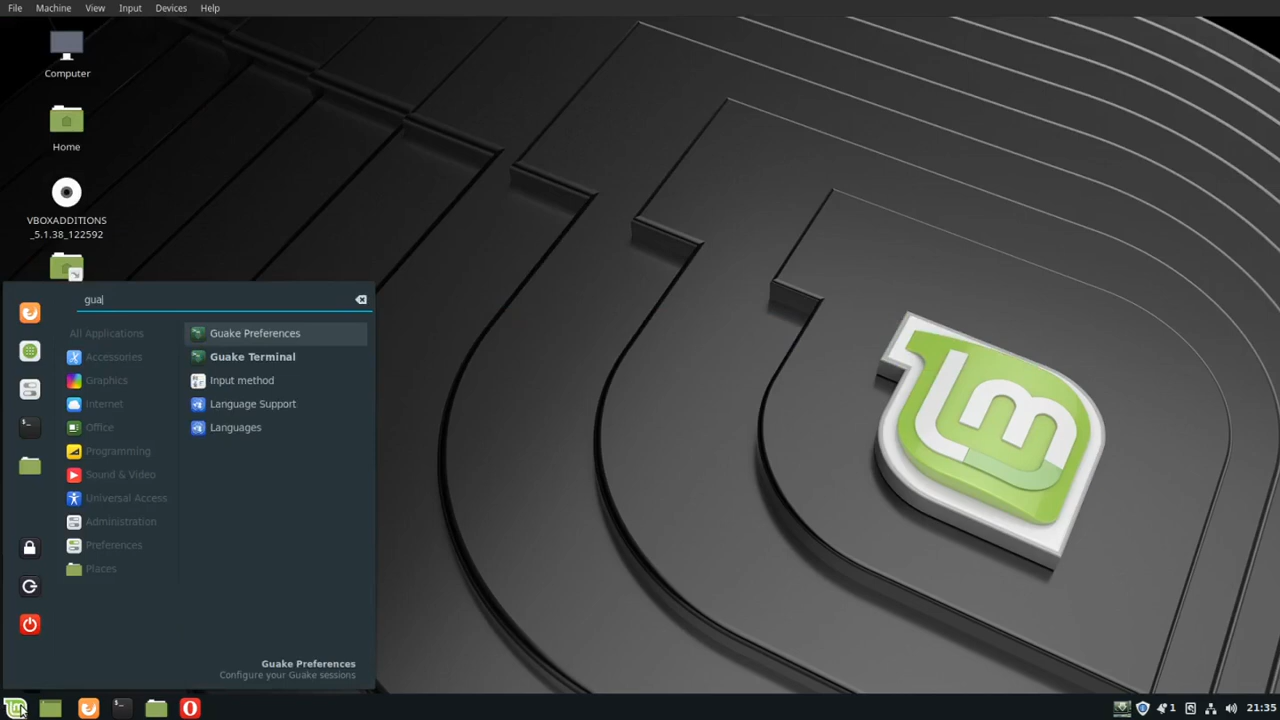 File Machine View Input Devices Help
Computer
Home
VBOXADDITIONS
_5.1.38_122592
gua
All Applications
Accessories
Graphics
Internet
Office
Programming
Sound & Video
Universal Access
Administration
Preferences
Places
Guake Preferences
Guake Terminal
Input method
Language Support
Languages
Guake Preferences
Configure your Guake sessions
lm
1
21:35